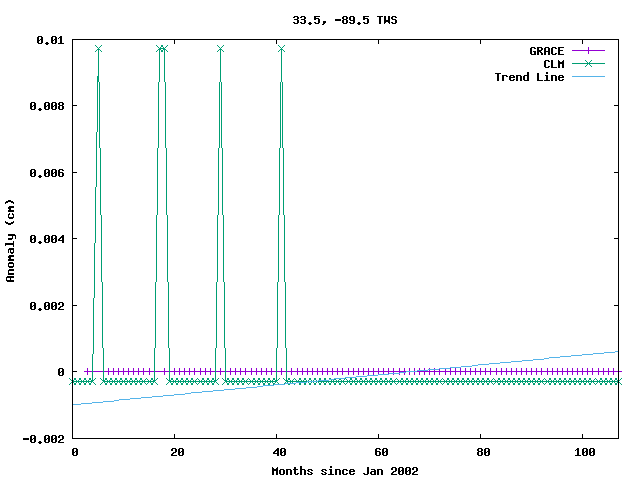 33.5, -89.5 TWS
GRACE
CLM
Trend Line
0.01
0.008
0.006
0.004
0.002
0
-0.002
Anomaly (cm)
0 20 40 60 80 100
Months since Jan 2002